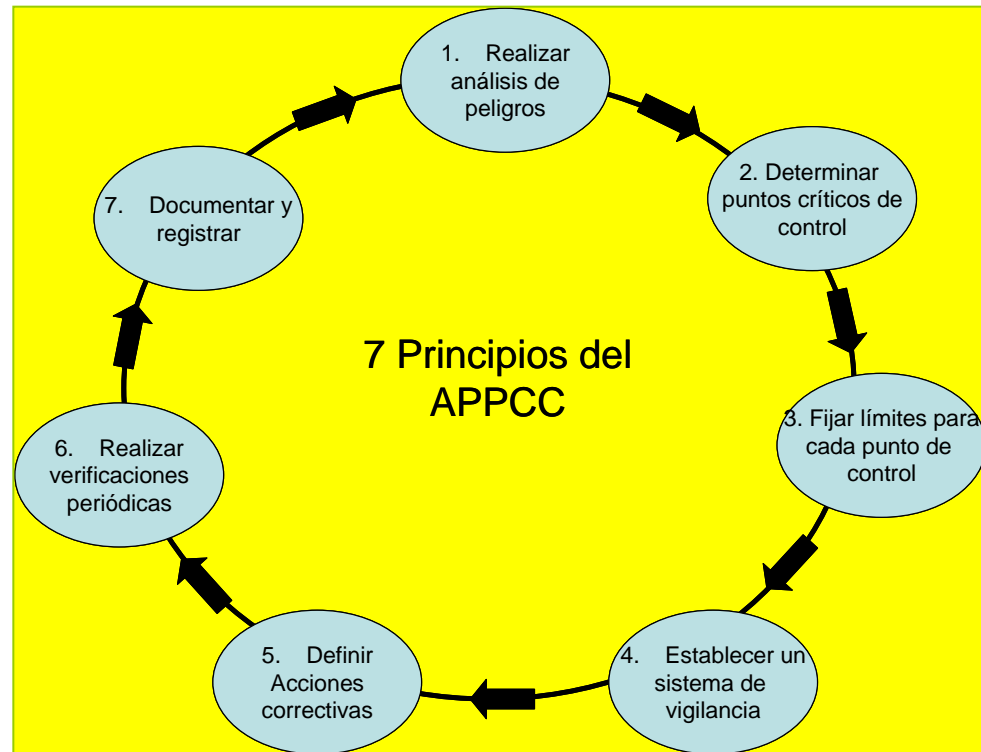 1. Realizar
análisis de
peligros
2. Determinar
puntos críticos de
control
3. Fijar límites para
cada punto de
control
4. Establecer un
sistema de
vigilancia
5. Definir
Acciones
correctivas
6. Realizar
verificaciones
periódicas
7. Documentar y
registrar
7 Principios del
APPCC